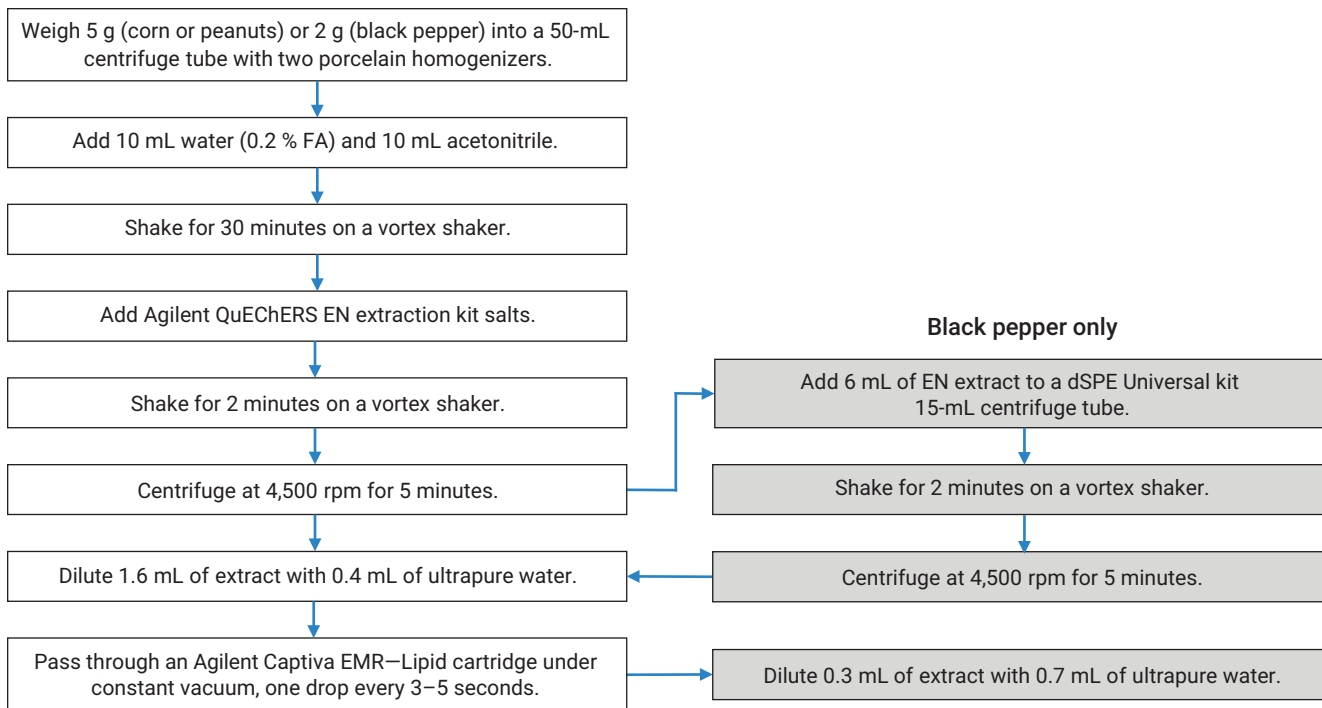 Weigh 5 g (corn or peanuts) or 2 g (black pepper) into a 50-mL
centrifuge tube with two porcelain homogenizers.
Add 10 mL water (0.2 % FA) and 10 mL acetonitrile.
Shake for 30 minutes on a vortex shaker.
Add Agilent QuEChERS EN extraction kit salts.
Shake for 2 minutes on a vortex shaker.
Centrifuge at 4,500 rpm for 5 minutes.
Black pepper only
Add 6 mL of EN extract to a dSPE Universal kit
15-mL centrifuge tube.
Shake for 2 minutes on a vortex shaker.
Centrifuge at 4,500 rpm for 5 minutes.
Dilute 1.6 mL of extract with 0.4 mL of ultrapure water.
Pass through an Agilent Captiva EMR—Lipid cartridge under
constant vacuum, one drop every 3–5 seconds.
Dilute 0.3 mL of extract with 0.7 mL of ultrapure water.